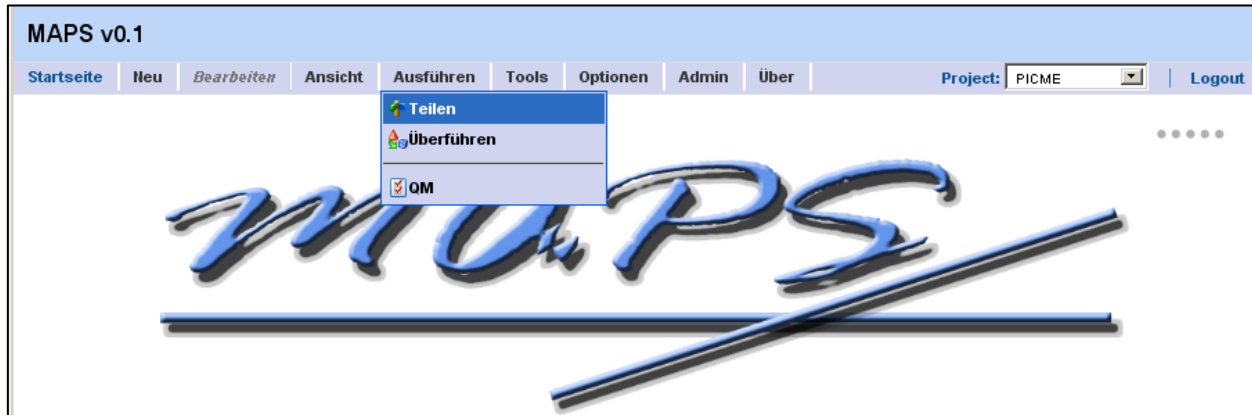 MAPS v0.1
Startseite Neu Bearbeiten Ansicht Ausführen Tools Optionen Admin Über Project: PICME | Logout
Teilen
Überführen
QM
MAPS